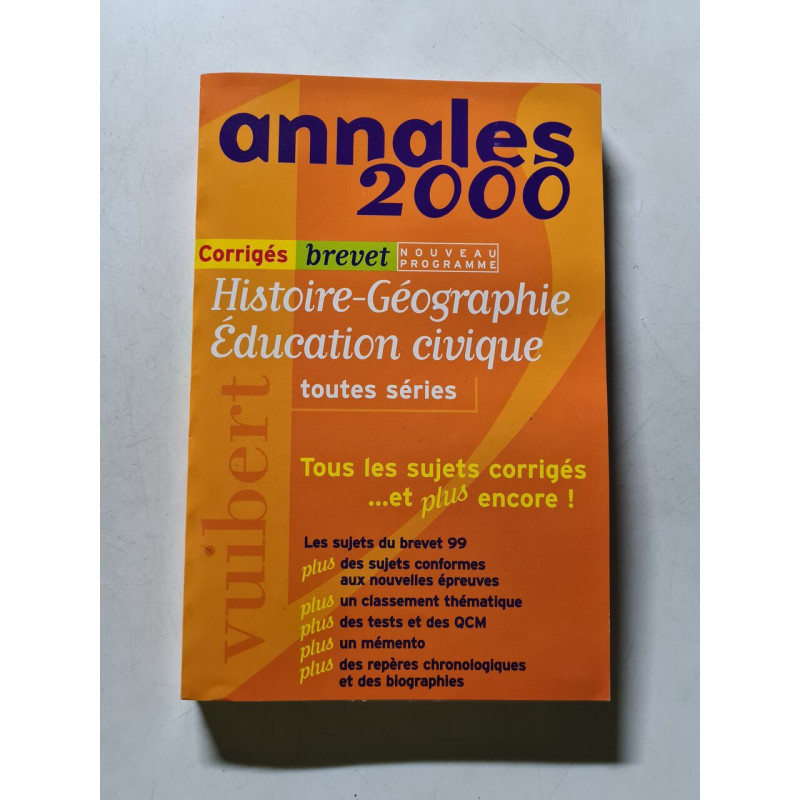 annales
2000
Corrigés brevet NOUVEAU PROGRAMME
Histoire-Géographie
Éducation civique
toutes séries
vuibert
Tous les sujets corrigés
...et plus encore !
Les sujets du brevet 99
plus des sujets conformes
aux nouvelles épreuves
plus un classement thématique
plus des tests et des QCM
plus un mémento
plus des repères chronologiques
et des biographies